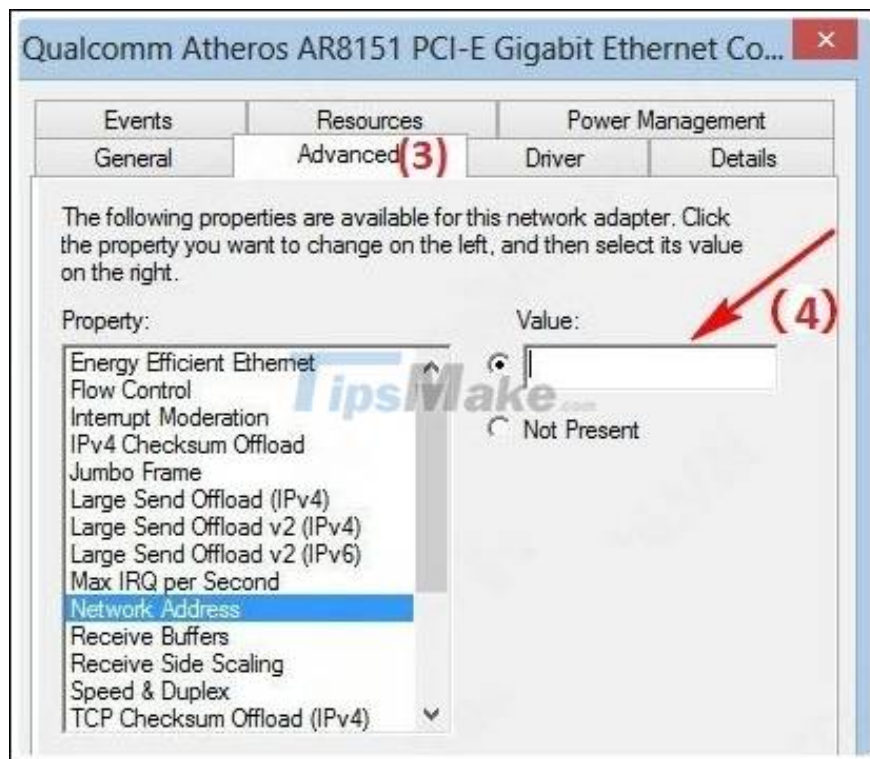 Qualcomm Atheros AR8151 PCI-E Gigabit Ethernet Co...
Events Resources Power Management
General Advanced (3) Driver Details
The following properties are available for this network adapter. Click
the property you want to change on the left, and then select its value
on the right.
(4)
Property: Value:
Energy Efficient Ethernet
Flow Control
Interrupt Moderation
IPv4 Checksum Offload
Jumbo Frame
Large Send Offload (IPv4)
Large Send Offload v2 (IPv4)
Large Send Offload v2 (IPv6)
Max IRQ per Second
Network Address
Receive Buffers
Receive Side Scaling
Speed & Duplex
TCP Checksum Offload (IPv4)
Not Present
TipsMake.com